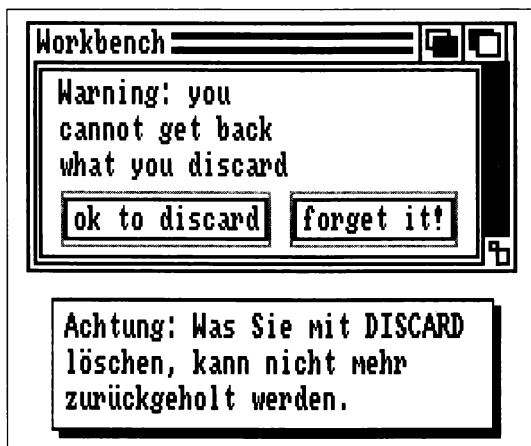 Workbench
Warning: you
cannot get back
what you discard
ok to discard
forget it!
Achtung: Was Sie mit DISCARD
löschen, kann nicht mehr
zurückgeholt werden.